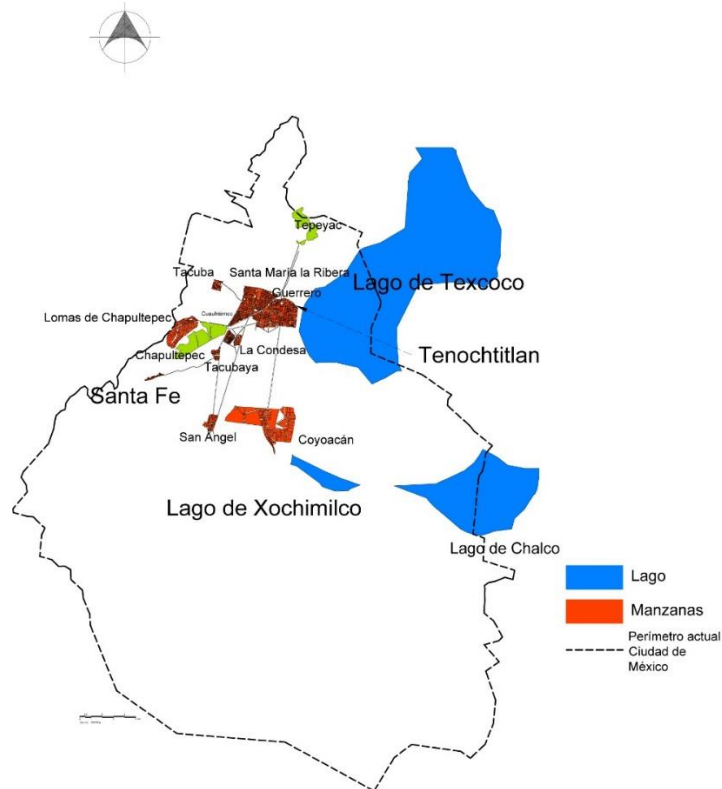 Tepeyac
Tacuba
Santa María la Ribera
Lago de Texcoco
Guerrero
Lomas de Chapultepec
Cuauhtémoc
Chapultepec
La Condesa
Tenochtitlan
Tacubaya
Santa Fe
San Ángel
Coyoacán
Lago de Xochimilco
Lago de Chalco
Lago
Manzanas
Perímetro actual
Ciudad de
México